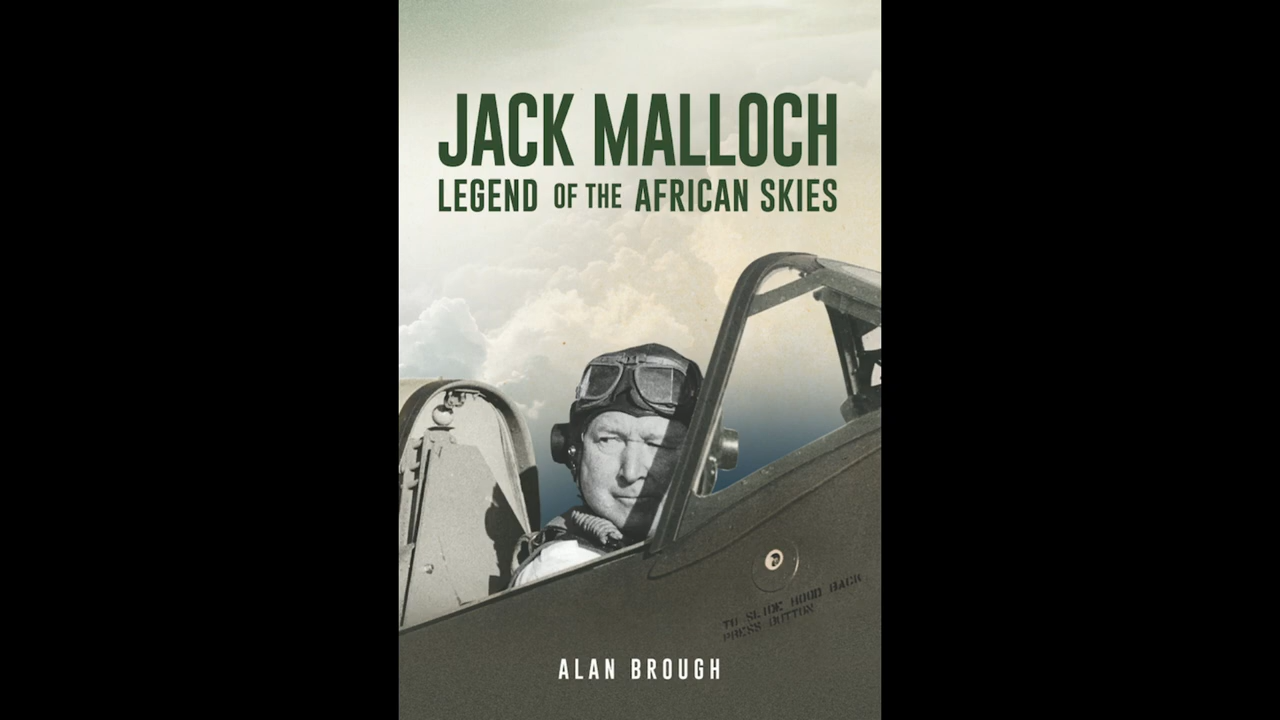 JACK MALLOCH
LEGEND OF THE AFRICAN SKIES
TO SLIDE HOOD BACK
PRESS BUTTON
ALAN BROUGH